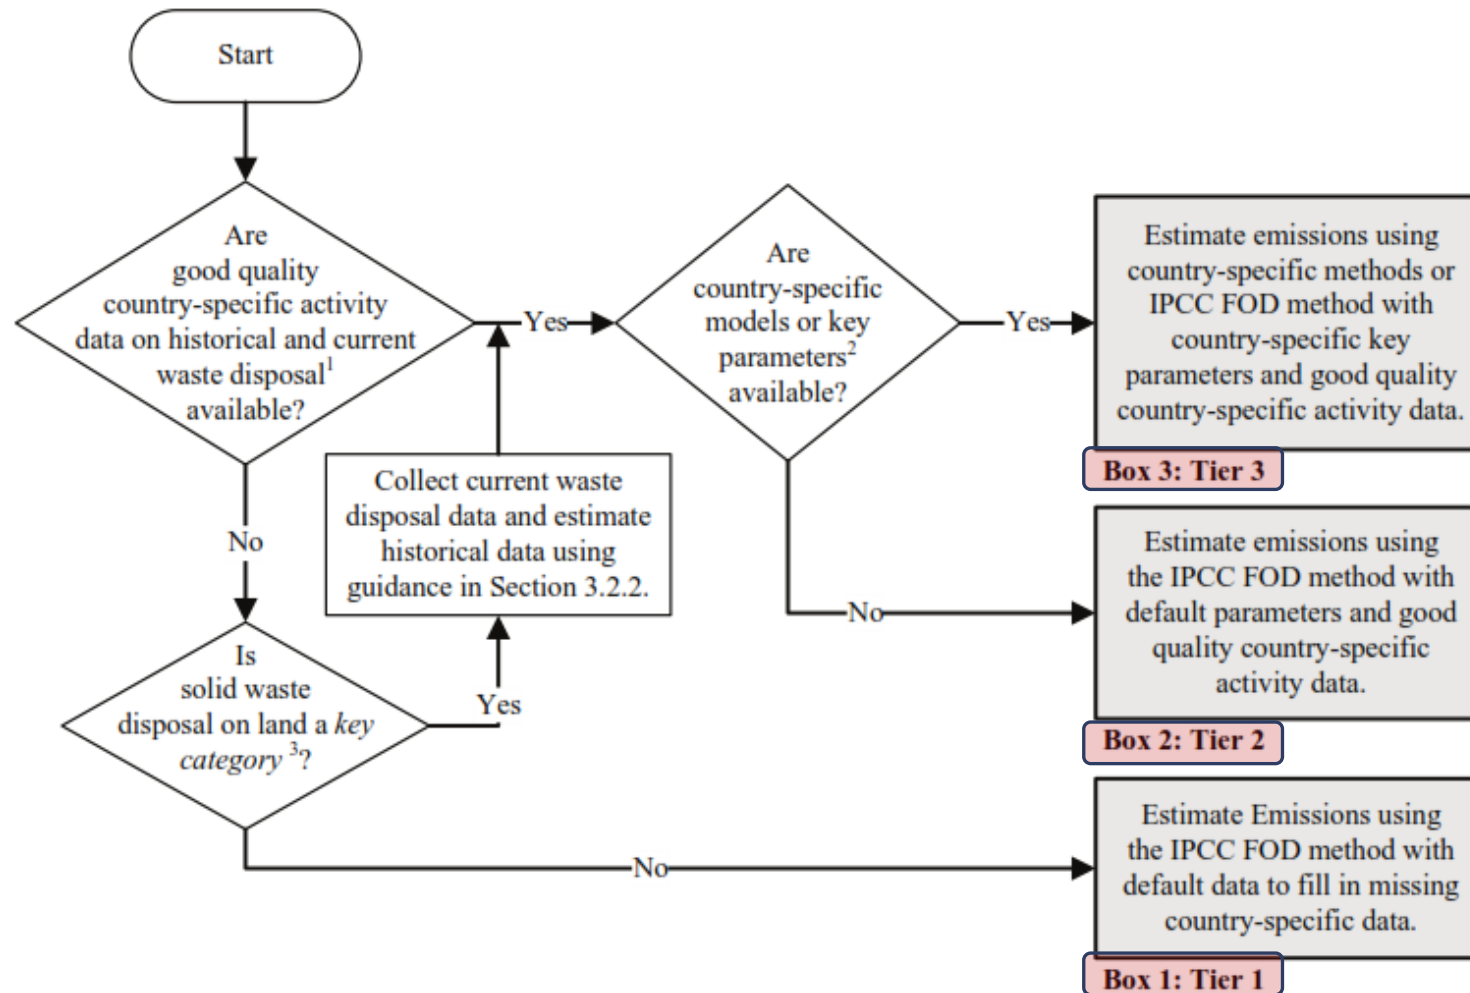 Start
Are
good quality
country-specific activity
data on historical and current
waste disposal¹
available?
Yes
Are
country-specific
models or key
parameters²
available?
Yes
Estimate emissions using
country-specific methods or
IPCC FOD method with
country-specific key
parameters and good quality
country-specific activity data.
Box 3: Tier 3
No
Collect current waste
disposal data and estimate
historical data using
guidance in Section 3.2.2.
No
Estimate emissions using
the IPCC FOD method with
default parameters and good
quality country-specific
activity data.
Box 2: Tier 2
Is
solid waste
disposal on land a key
category ³?
Yes
No
Estimate Emissions using
the IPCC FOD method with
default data to fill in missing
country-specific data.
Box 1: Tier 1